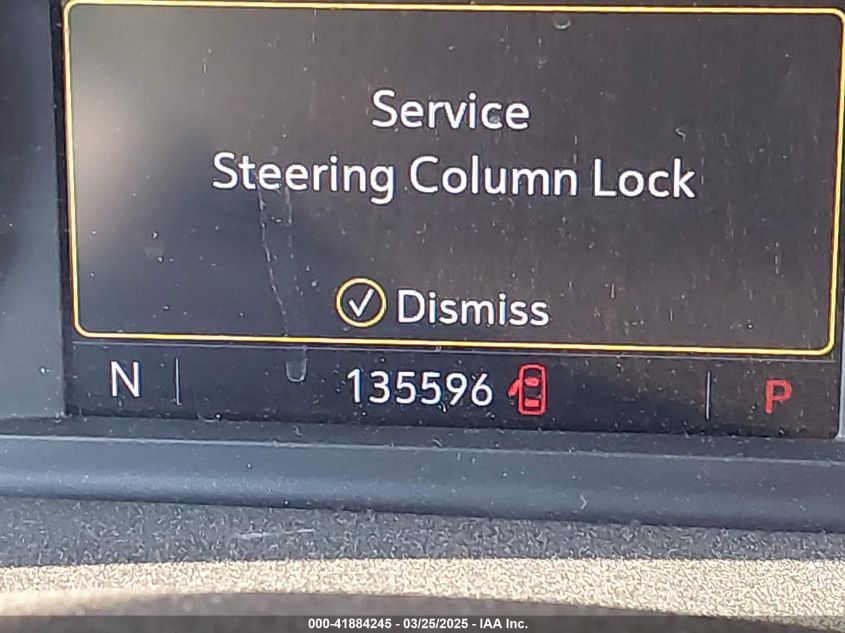 Service
Steering Column Lock
Dismiss
N 135596 P
000-41884245 - 03/25/2025 - IAA Inc.